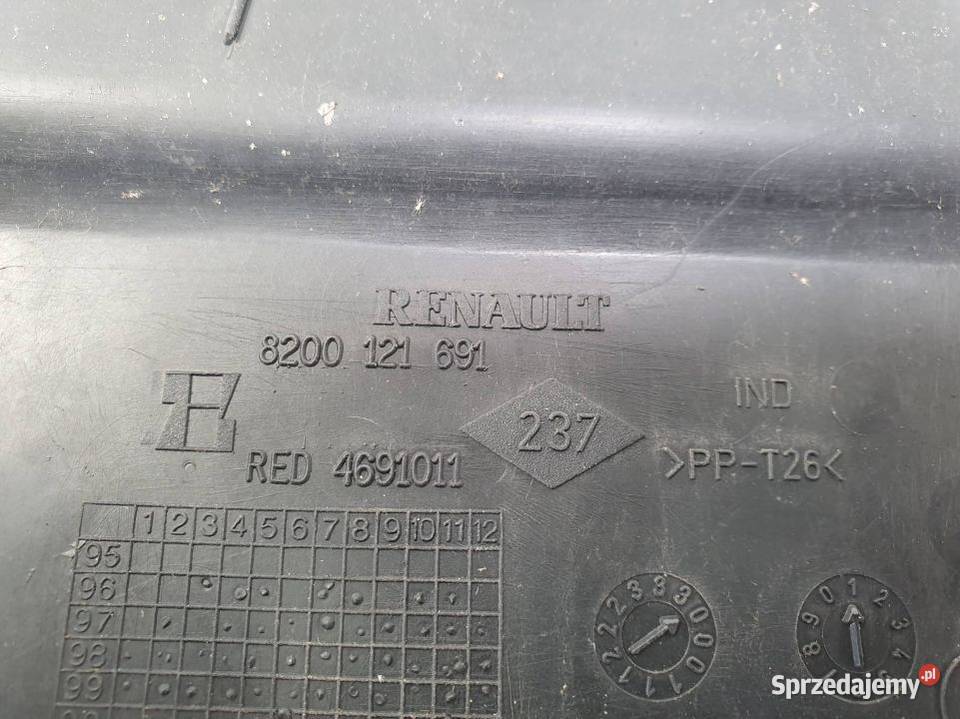 RENAULT
8200 121 691
E
237
IND
RED 4691011
>PP-T26<
1 2 3 4 5 6 7 8 9 10 11 12
95
96
97
98
99
Sprzedajemy.pl